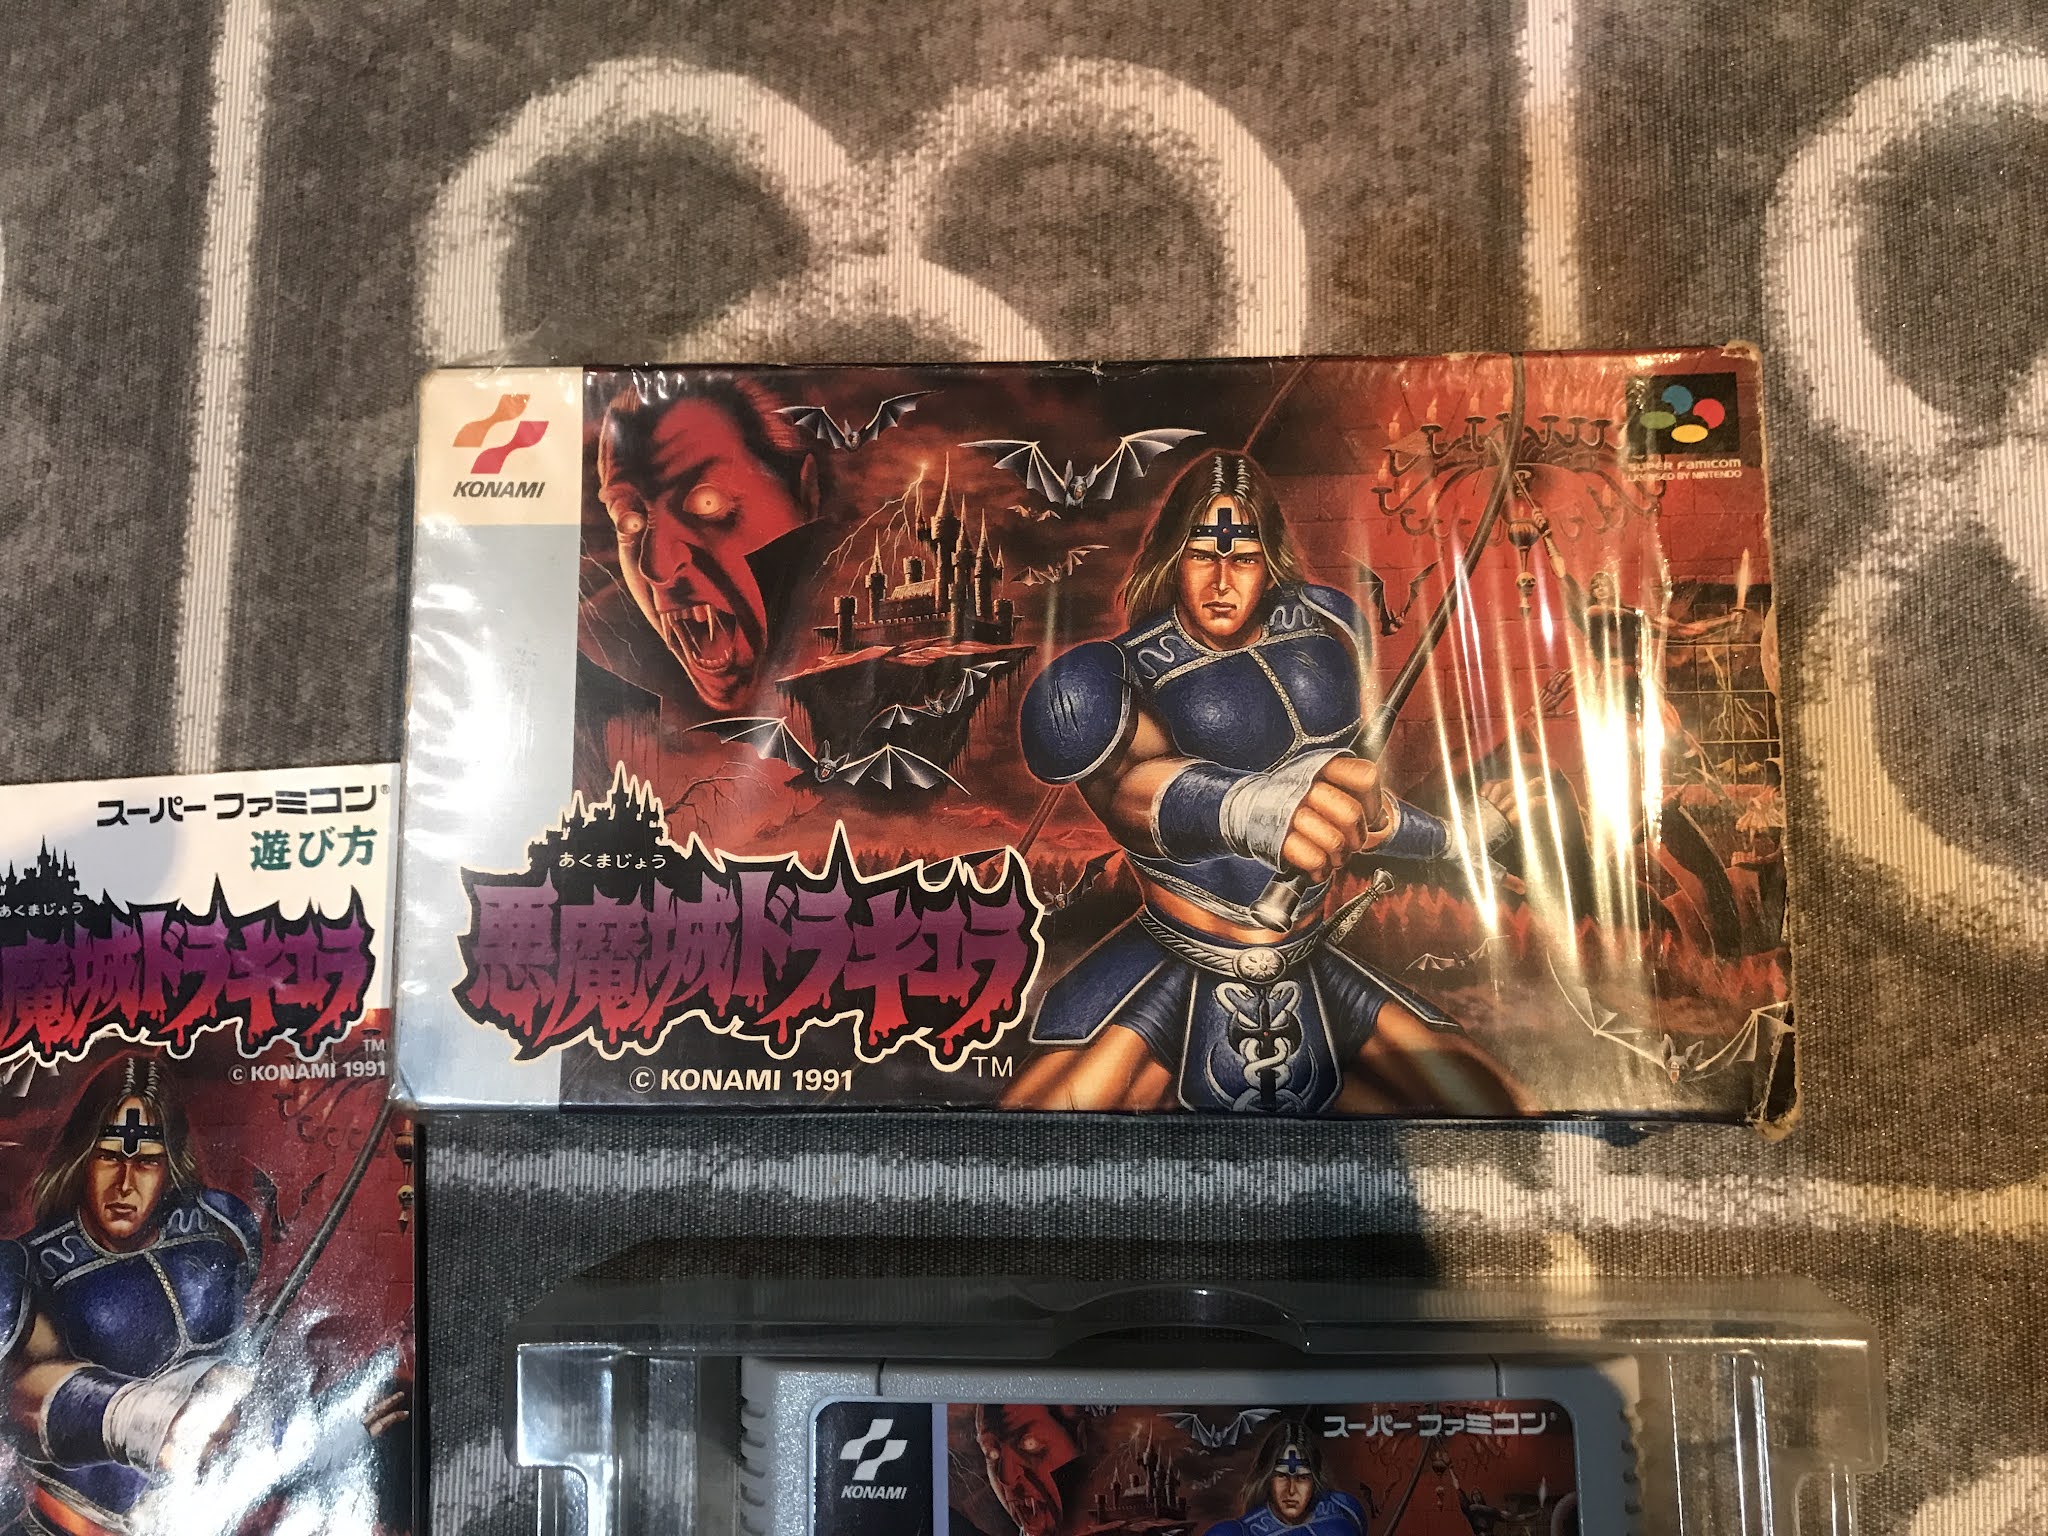 KONAMI
SUPER Famicom
LICENSED BY NINTENDO
あくまじょう
悪魔城ドラキュラ
TM
© KONAMI 1991
スーパーファミコン®
遊び方
あくまじょう
魔城ドラキュラ
TM
© KONAMI 1991
スーパーファミコン
KONAMI